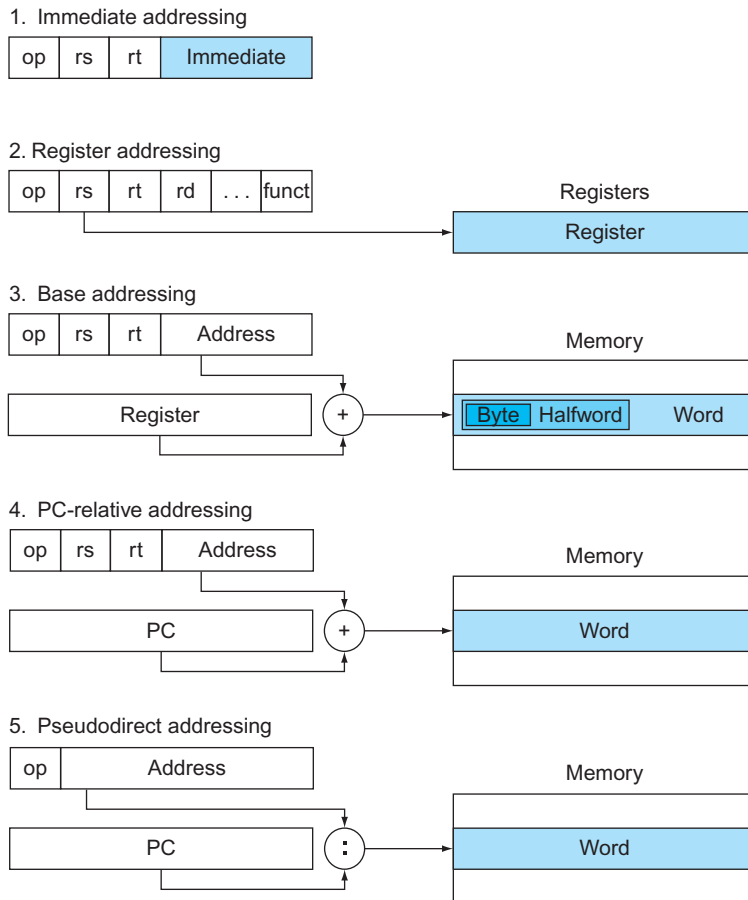 1. Immediate addressing
op rs rt Immediate
2. Register addressing
op rs rt rd . . . funct
Registers
Register
3. Base addressing
op rs rt Address
Memory
Register + Byte Halfword Word
4. PC-relative addressing
op rs rt Address
Memory
PC + Word
5. Pseudodirect addressing
op Address
Memory
PC : Word